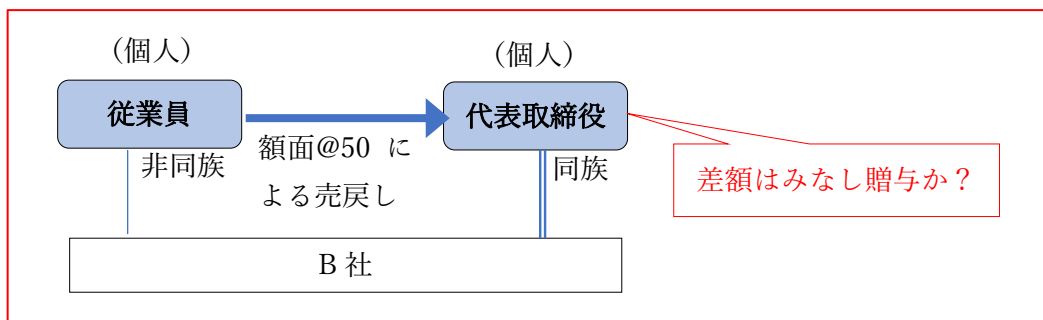 （個人）
従業員
非同族
額面@50 に
よる売戻し
（個人）
代表取締役
同族
差額はみなし贈与か？
B 社